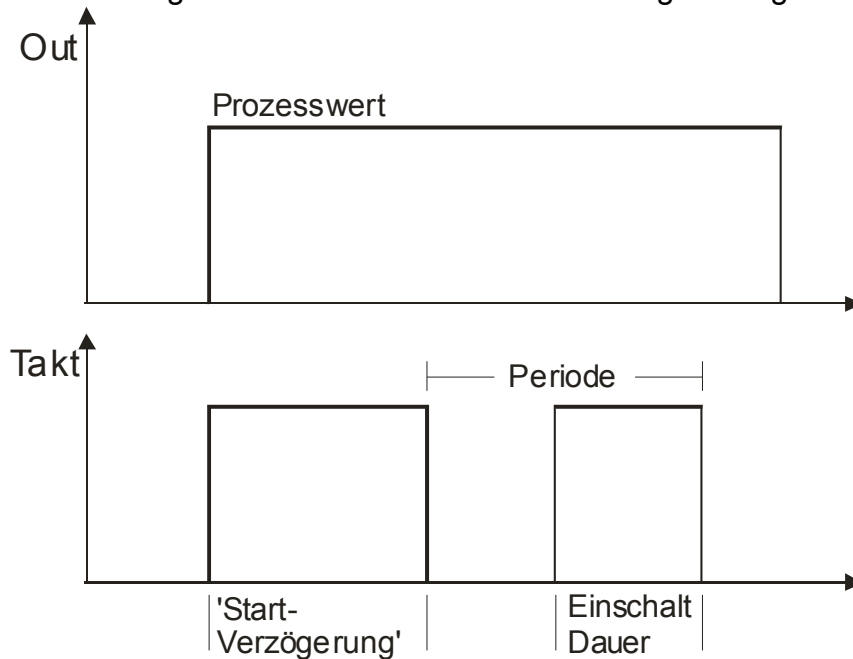 Out
Prozesswert
Takt
Periode
'Start-
Verzögerung'
Einschalt
Dauer